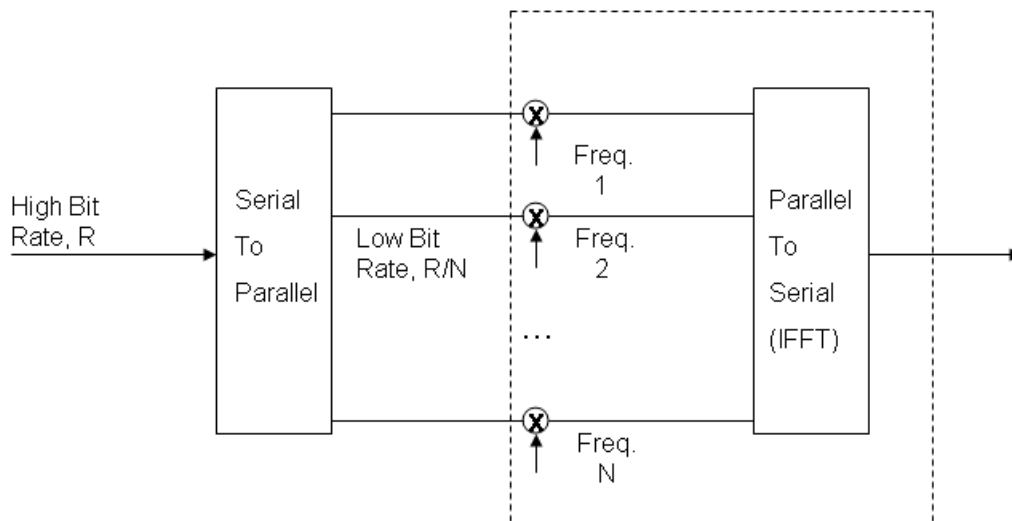 High Bit
Rate, R
Serial
To
Parallel
Low Bit
Rate, R/N
X
Freq.
1
X
Freq.
2
...
X
Freq.
N
Parallel
To
Serial
(IFFT)